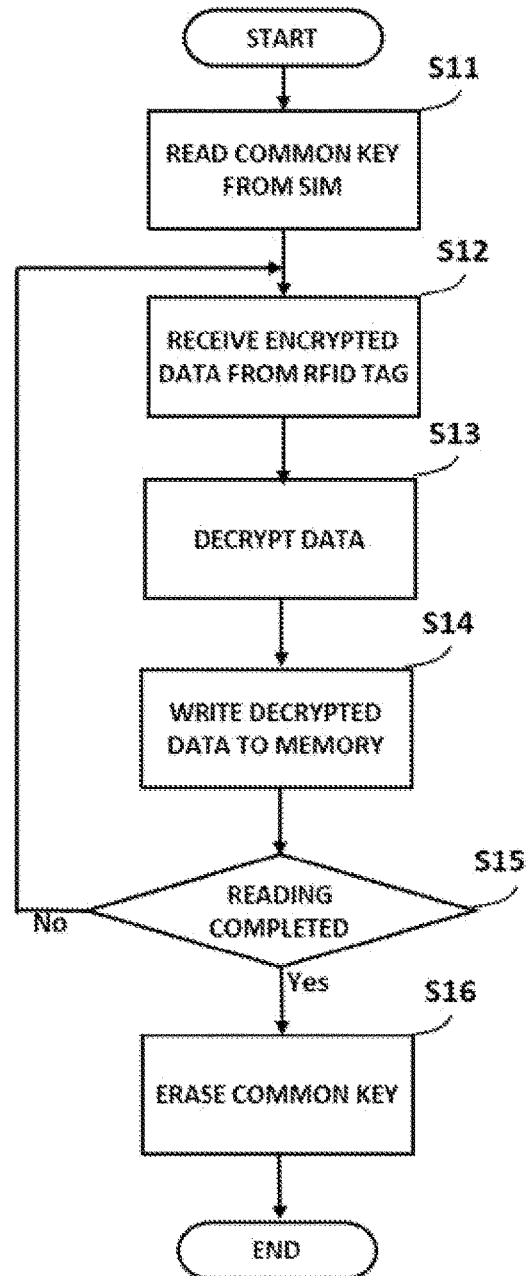 START
S11
READ COMMON KEY
FROM SIM
S12
RECEIVE ENCRYPTED
DATA FROM RFID TAG
S13
DECRYPT DATA
S14
WRITE DECRYPTED
DATA TO MEMORY
S15
READING
COMPLETED
No
Yes
S16
ERASE COMMON KEY
END